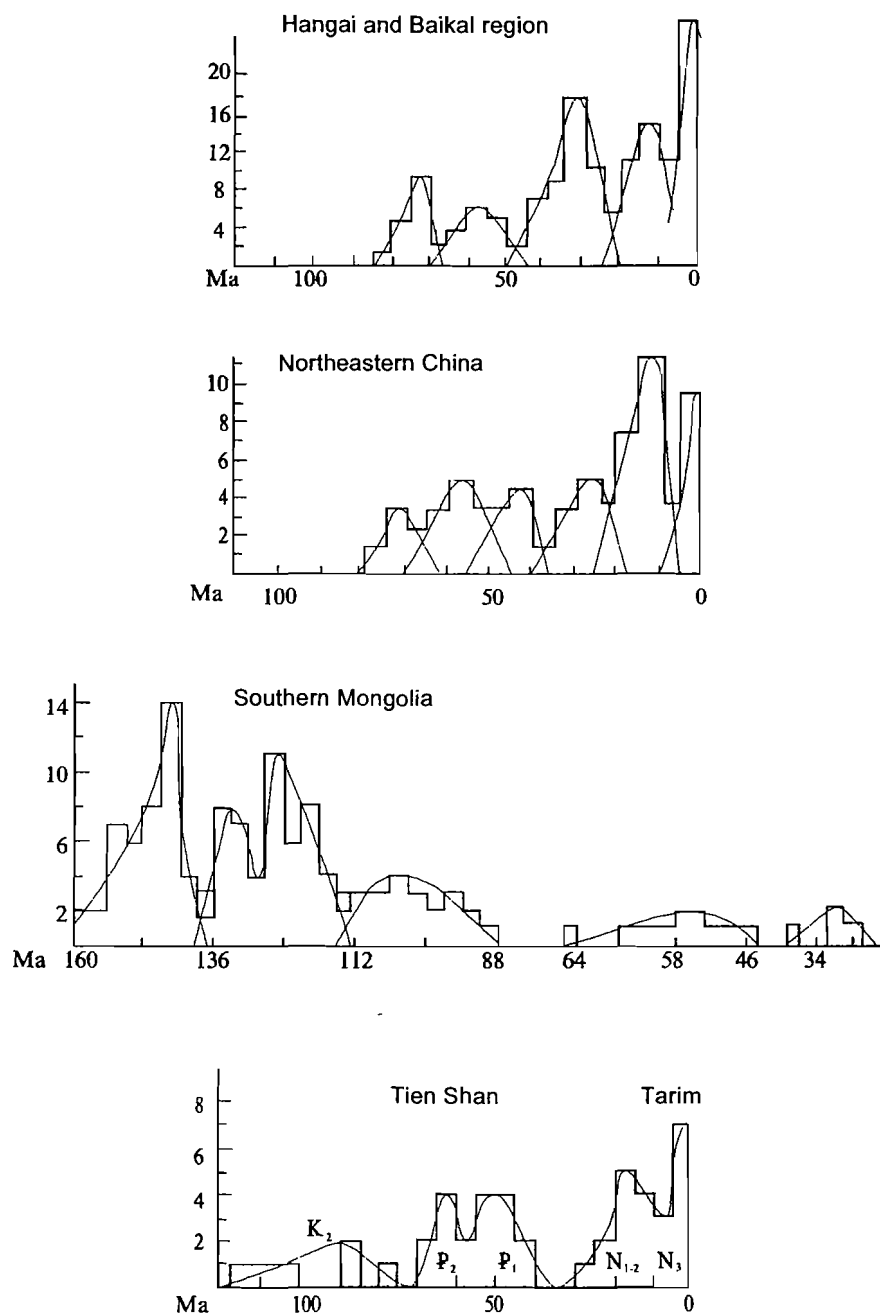 Hangai and Baikal region
20
16
12
8
4
Ma 100 50 0
Northeastern China
10
8
6
4
2
Ma 100 50 0
Southern Mongolia
14
10
6
2
Ma 160 136 112 88 64 58 46 34
Tien Shan Tarim
8
6
4
2
K₂
P₂ P₁ N₁₋₂ N₃
Ma 100 50 0